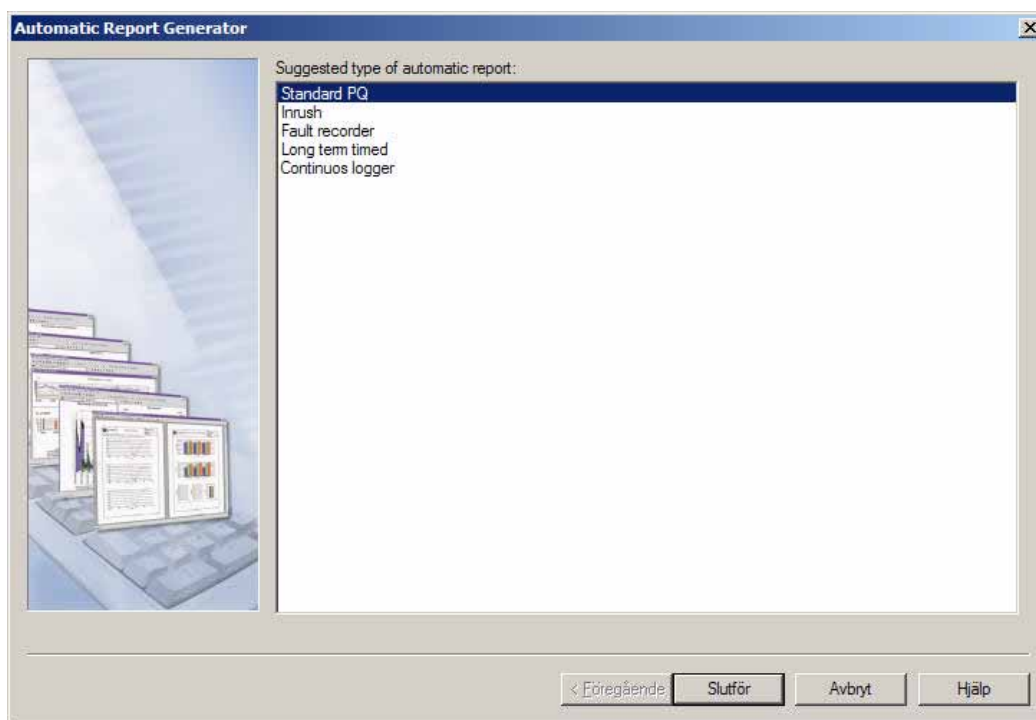 Automatic Report Generator
Suggested type of automatic report:
Standard PQ
Inrush
Fault recorder
Long term timed
Continuos logger
< Föregående
Slutför
Avbryt
Hjälp